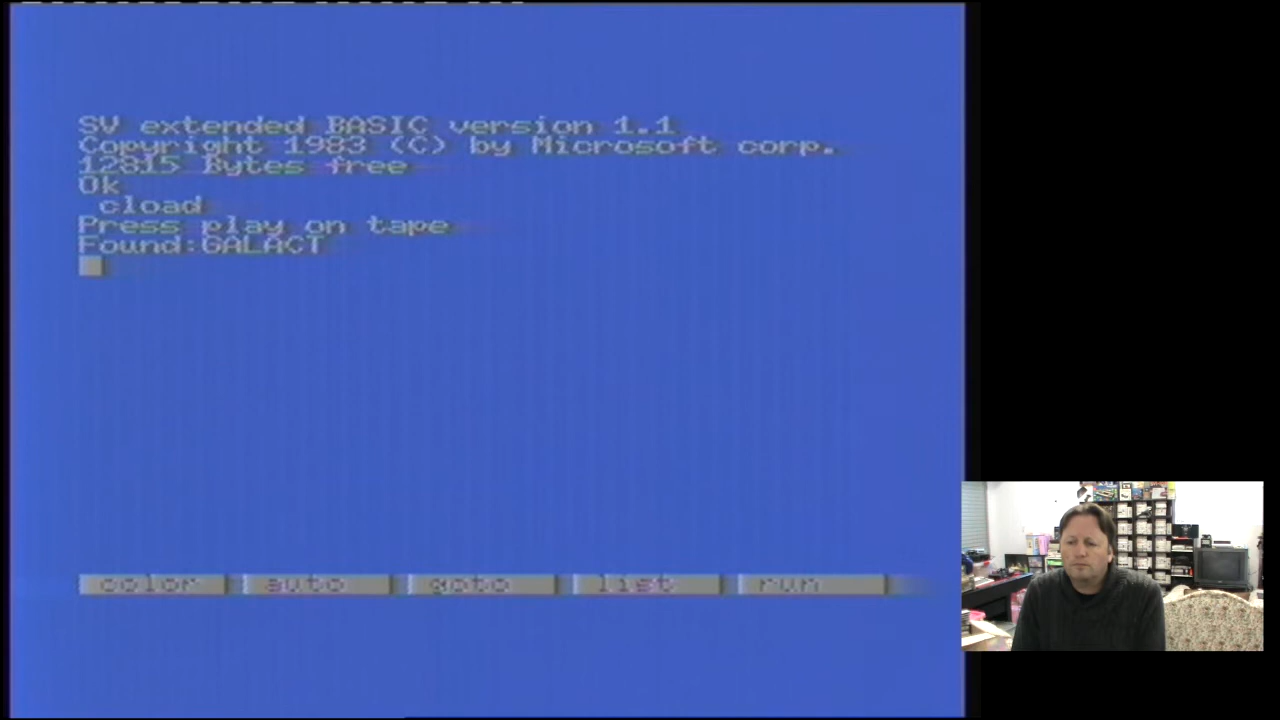 SV extended BASIC version 1.1
Copyright 1983 (C) by Microsoft corp.
12815 Bytes free
Ok
cload
Press play on tape
Found:GALACT
color auto goto list run